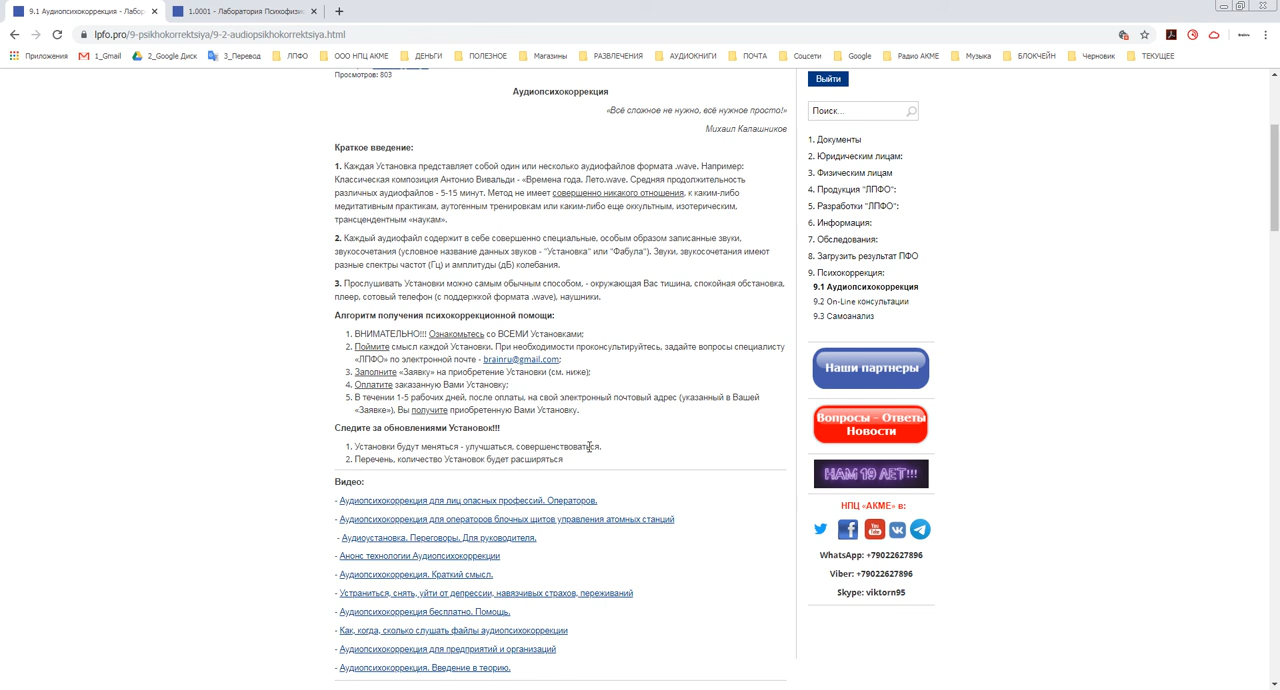 9.1 Аудиопсихокоррекция - Лабор
1.0001 - Лаборатория Психофизи
lpfo.pro/9-psikhokorrektsiya/9-2-audiopsikhokorrektsiya.html
Приложения 1_Gmail 2_Google Диск 3_Перевод ЛПФО ООО НПЦ АКМЕ ДЕНЬГИ ПОЛЕЗНОЕ Магазины РАЗВЛЕЧЕНИЯ АУДИОКНИГИ ПОЧТА Соцсети Google Радио АКМЕ Музыка БЛОКЧЕЙН Черновик ТЕКУЩЕЕ
Просмотров: 803
Аудиопсихокоррекция
«Всё сложное не нужно, всё нужное просто!»
Михаил Калашников
Краткое введение:
1. Каждая Установка представляет собой один или несколько аудиофайлов формата .wave. Например:
Классическая композиция Антонио Вивальди - «Времена года. Лето.wave. Средняя продолжительность
различных аудиофайлов - 5-15 минут. Метод не имеет совершенно никакого отношения, к каким-либо
медитативным практикам, аутогенным тренировкам или каким-либо еще оккультным, изотерическим,
трансцендентным «наукам».
2. Каждый аудиофайл содержит в себе совершенно специальные, особым образом записанные звуки,
звукосочетания (условное название данных звуков - "Установка" или "Фабула"). Звуки, звукосочетания имеют
разные спектры частот (Гц) и амплитуды (дБ) колебания.
3. Прослушивать Установки можно самым обычным способом, - окружающая Вас тишина, спокойная обстановка,
плеер, сотовый телефон (с поддержкой формата .wave), наушники.
Алгоритм получения психокоррекционной помощи:
1. ВНИМАТЕЛЬНО!!! Ознакомьтесь со ВСЕМИ Установками;
2. Поймите смысл каждой Установки. При необходимости проконсультируйтесь, задайте вопросы специалисту
«ЛПФО» по электронной почте - brainru@gmail.com;
3. Заполните «Заявку» на приобретение Установки (см. ниже);
4. Оплатите заказанную Вами Установку;
5. В течении 1-5 рабочих дней, после оплаты, на свой электронный почтовый адрес (указанный в Вашей
«Заявке»), Вы получите приобретенную Вами Установку.
Следите за обновлениями Установок!!!
1. Установки будут меняться - улучшаться, совершенствоваться.
2. Перечень, количество Установок будет расширяться
Видео:
- Аудиопсихокоррекция для лиц опасных профессий. Операторов.
- Аудиопсихокоррекция для операторов блочных щитов управления атомных станций
- Аудиоустановка. Переговоры. Для руководителя.
- Анонс технологии Аудиопсихокоррекции
- Аудиопсихокоррекция. Краткий смысл.
- Устраниться, снять, уйти от депрессии, навязчивых страхов, переживаний
- Аудиопсихокоррекция бесплатно. Помощь.
- Как, когда, сколько слушать файлы аудиопсихокоррекции
- Аудиопсихокоррекция для предприятий и организаций
- Аудиопсихокоррекция. Введение в теорию.
Выйти
Поиск...
1. Документы
2. Юридическим лицам:
3. Физическим лицам
4. Продукция "ЛПФО":
5. Разработки "ЛПФО":
6. Информация:
7. Обследования:
8. Загрузить результат ПФО
9. Психокоррекция:
9.1 Аудиопсихокоррекция
9.2 On-Line консультации
9.3 Самоанализ
Наши партнеры
Вопросы - Ответы
Новости
НАМ 19 ЛЕТ!!!
НПЦ «АКМЕ» в:
WhatsApp: +79022627896
Viber: +79022627896
Skype: viktorn95